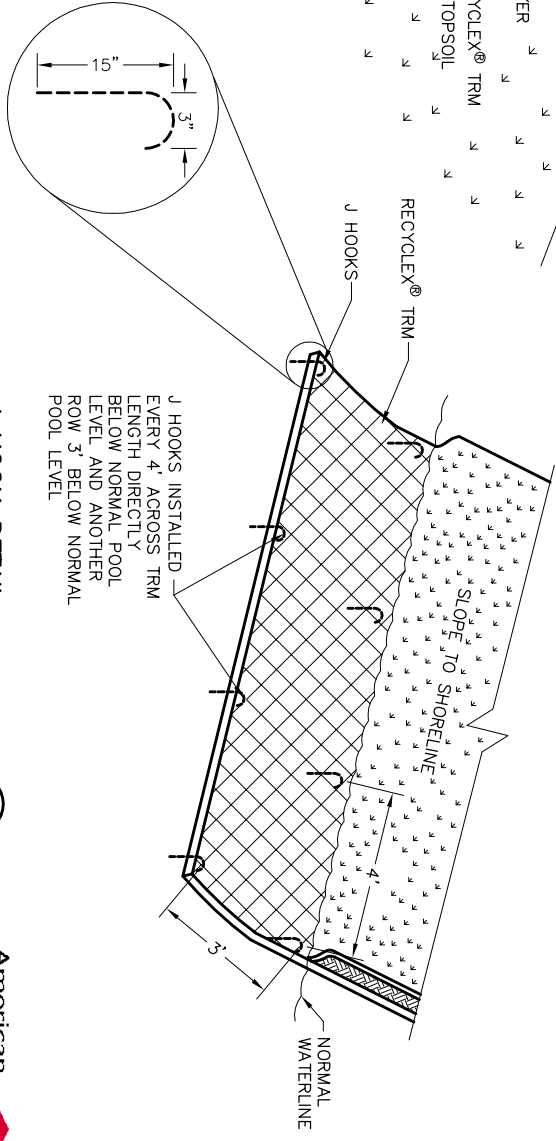 YER
YCLEX® TRM
TOPSOIL
RECYCLEX® TRM
J HOOKS
15"
3"
J HOOKS INSTALLED
EVERY 4' ACROSS TRM
LENGTH DIRECTLY
BELOW NORMAL POOL
LEVEL AND ANOTHER
ROW 3' BELOW NORMAL
POOL LEVEL
SLOPE TO SHORELINE
4'
3'
NORMAL
WATERLINE
American